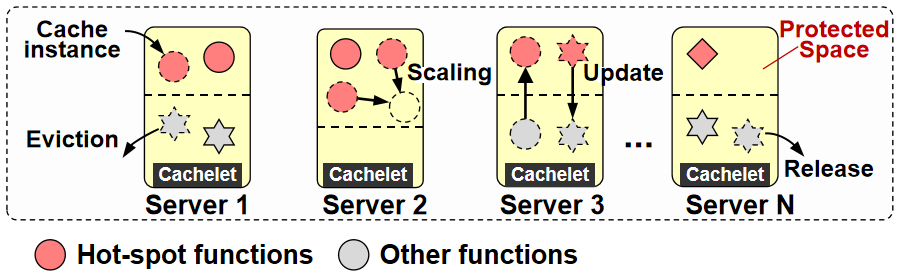 Cache
instance
Eviction
Scaling
Update
Protected
Space
...
Release
Cachelet
Cachelet
Cachelet
Cachelet
Server 1
Server 2
Server 3
Server N
Hot-spot functions
Other functions